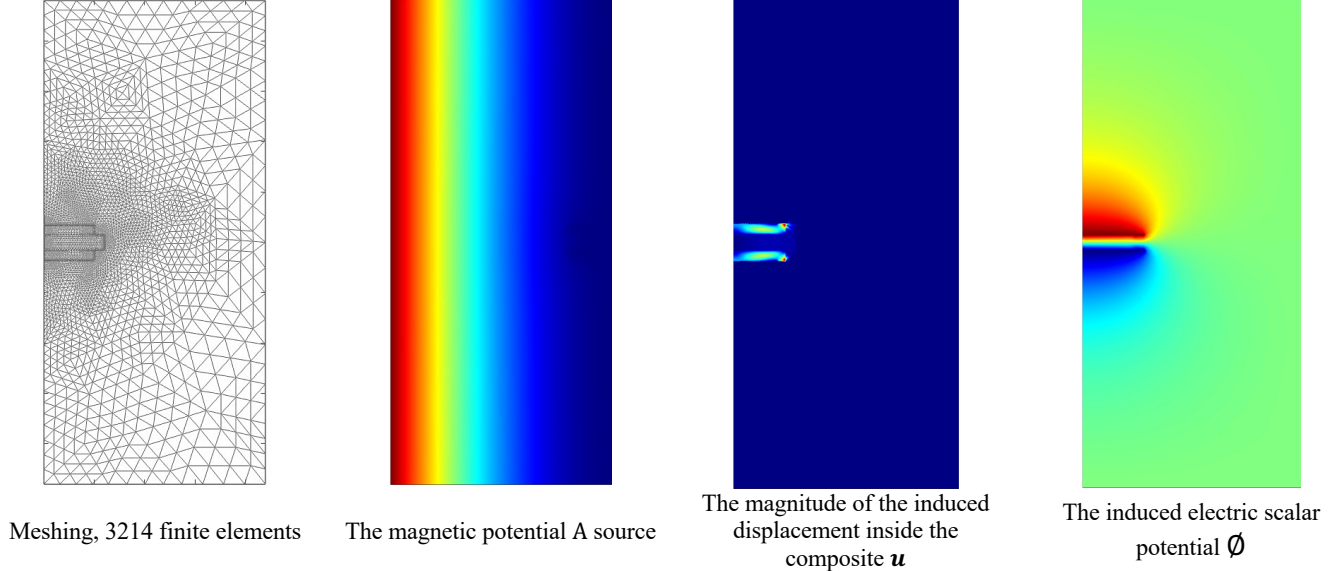 Meshing, 3214 finite elements
The magnetic potential A source
The magnitude of the induced
displacement inside the
composite u
The induced electric scalar
potential Ø